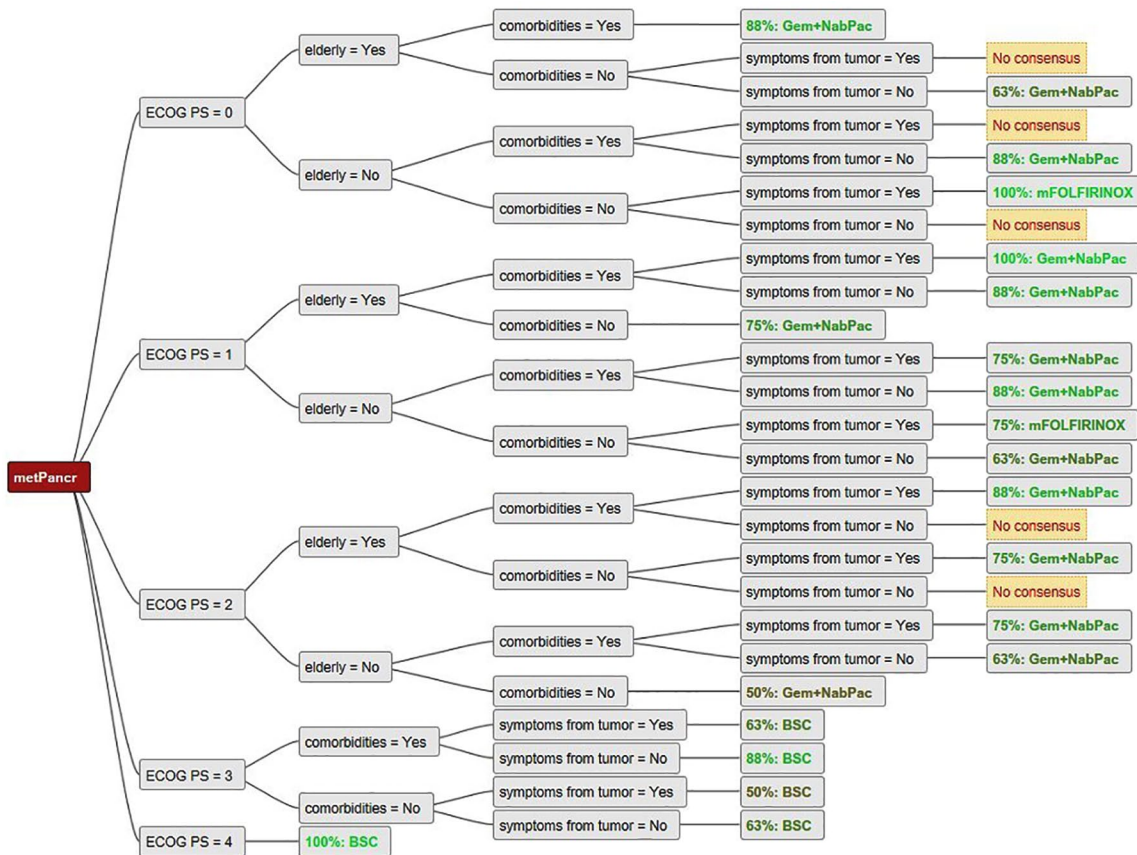 comorbidities = Yes
88%: Gem+NabPac
elderly = Yes
symptoms from tumor = Yes
No consensus
comorbidities = No
symptoms from tumor = No
63%: Gem+NabPac
ECOG PS = 0
symptoms from tumor = Yes
No consensus
comorbidities = Yes
symptoms from tumor = No
88%: Gem+NabPac
elderly = No
symptoms from tumor = Yes
100%: mFOLFIRINOX
comorbidities = No
symptoms from tumor = No
No consensus
symptoms from tumor = Yes
100%: Gem+NabPac
comorbidities = Yes
symptoms from tumor = No
88%: Gem+NabPac
elderly = Yes
comorbidities = No
75%: Gem+NabPac
ECOG PS = 1
symptoms from tumor = Yes
75%: Gem+NabPac
comorbidities = Yes
symptoms from tumor = No
88%: Gem+NabPac
elderly = No
symptoms from tumor = Yes
75%: mFOLFIRINOX
comorbidities = No
symptoms from tumor = No
63%: Gem+NabPac
metPancr
symptoms from tumor = Yes
88%: Gem+NabPac
comorbidities = Yes
symptoms from tumor = No
No consensus
elderly = Yes
symptoms from tumor = Yes
75%: Gem+NabPac
comorbidities = No
symptoms from tumor = No
No consensus
ECOG PS = 2
symptoms from tumor = Yes
75%: Gem+NabPac
comorbidities = Yes
symptoms from tumor = No
63%: Gem+NabPac
elderly = No
comorbidities = No
50%: Gem+NabPac
symptoms from tumor = Yes
63%: BSC
comorbidities = Yes
symptoms from tumor = No
88%: BSC
ECOG PS = 3
symptoms from tumor = Yes
50%: BSC
comorbidities = No
symptoms from tumor = No
63%: BSC
ECOG PS = 4
100%: BSC